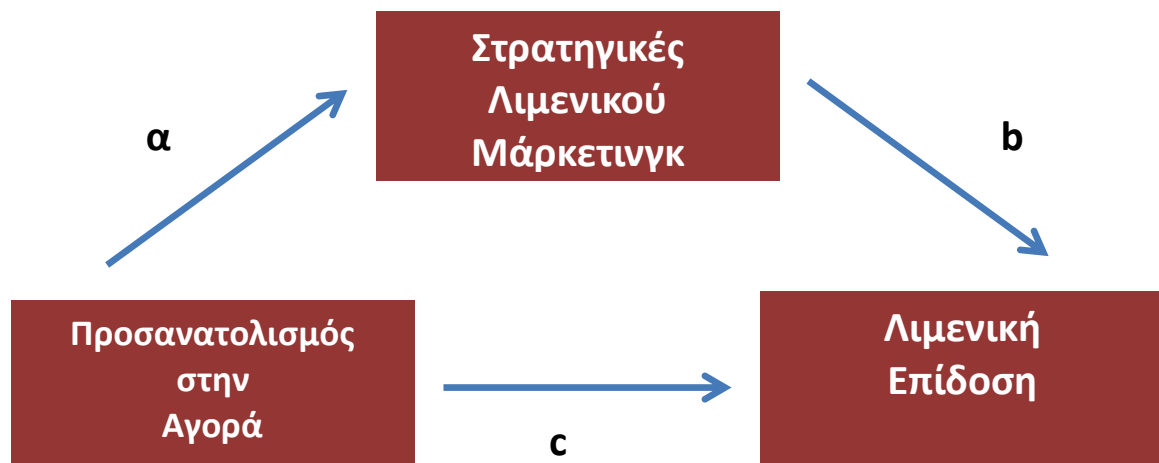 Στρατηγικές
Λιμενικού
Μάρκετινγκ
α
b
Προσανατολισμός
στην
Αγορά
Λιμενική
Επίδοση
c